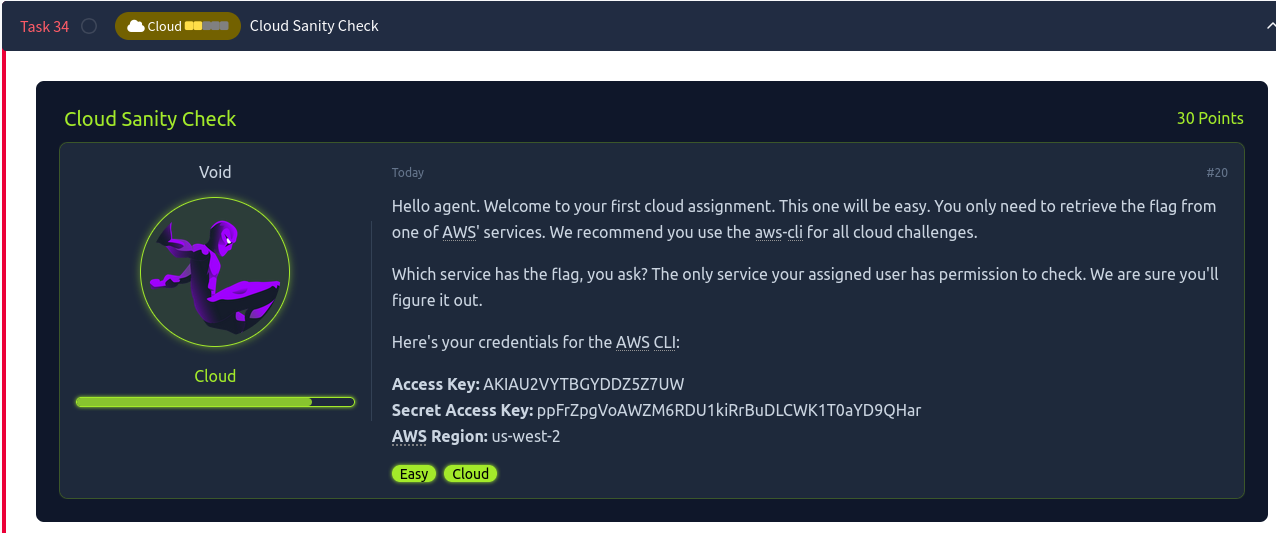 Task 34 Cloud Cloud Sanity Check
Cloud Sanity Check 30 Points
Void
Today #20
Hello agent. Welcome to your first cloud assignment. This one will be easy. You only need to retrieve the flag from
one of AWS' services. We recommend you use the aws-cli for all cloud challenges.
Which service has the flag, you ask? The only service your assigned user has permission to check. We are sure you'll
figure it out.
Here's your credentials for the AWS CLI:
Cloud
Access Key: AKIAU2VYTBGYDDZ5Z7UW
Secret Access Key: ppFrZpgVoAWZM6RDU1kiRrBuDLCWK1T0aYD9QHar
AWS Region: us-west-2
Easy Cloud